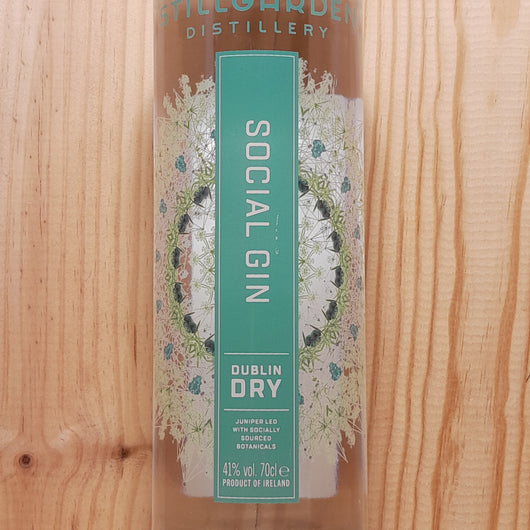 STILLGARDEN
DISTILLERY
SOCIAL GIN
DUBLIN
DRY
JUNIPER LED
WITH SOCIALLY
SOURCED
BOTANICALS
41% vol. 70cl e
PRODUCT OF IRELAND